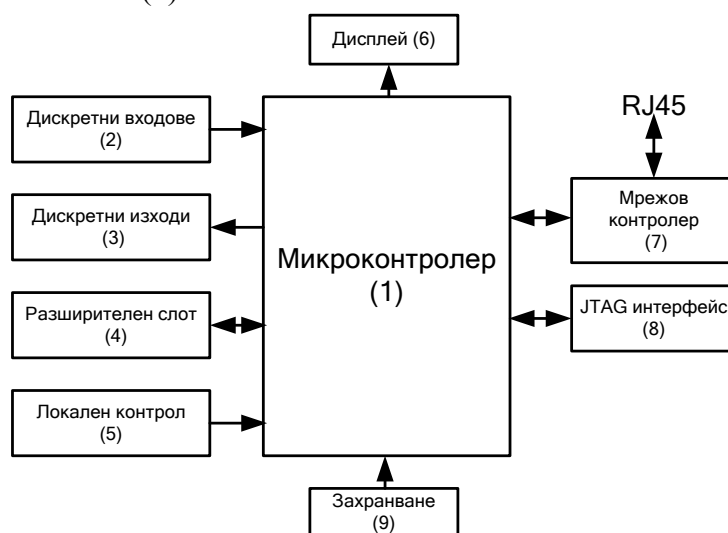 Дисплей (6)
Дискретни входове
(2)
RJ45
Дискретни изходи
(3)
Мрежов
контролер
(7)
Микроконтролер
(1)
Разширителен слот
(4)
JTAG интерфейс
(8)
Локален контрол
(5)
Захранване
(9)